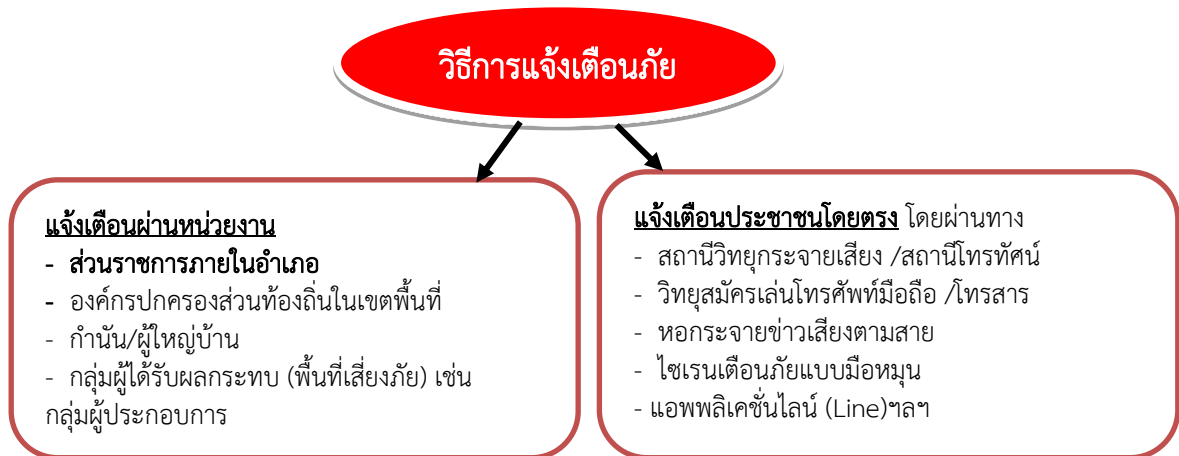 วิธีการแจ้งเตือนภัย
แจ้งเตือนผ่านหน่วยงาน
- ส่วนราชการภายในอำเภอ
- องค์กรปกครองส่วนท้องถิ่นในเขตพื้นที่
- กำนัน/ผู้ใหญ่บ้าน
- กลุ่มผู้ได้รับผลกระทบ (พื้นที่เสี่ยงภัย) เช่น
กลุ่มผู้ประกอบการ
แจ้งเตือนประชาชนโดยตรง โดยผ่านทาง
- สถานีวิทยุกระจายเสียง /สถานีโทรทัศน์
- วิทยุสมัครเล่นโทรศัพท์มือถือ /โทรสาร
- หอกระจายข่าวเสียงตามสาย
- ไซเรนเตือนภัยแบบมือหมุน
- แอพพลิเคชั่นไลน์ (Line)ฯลฯ